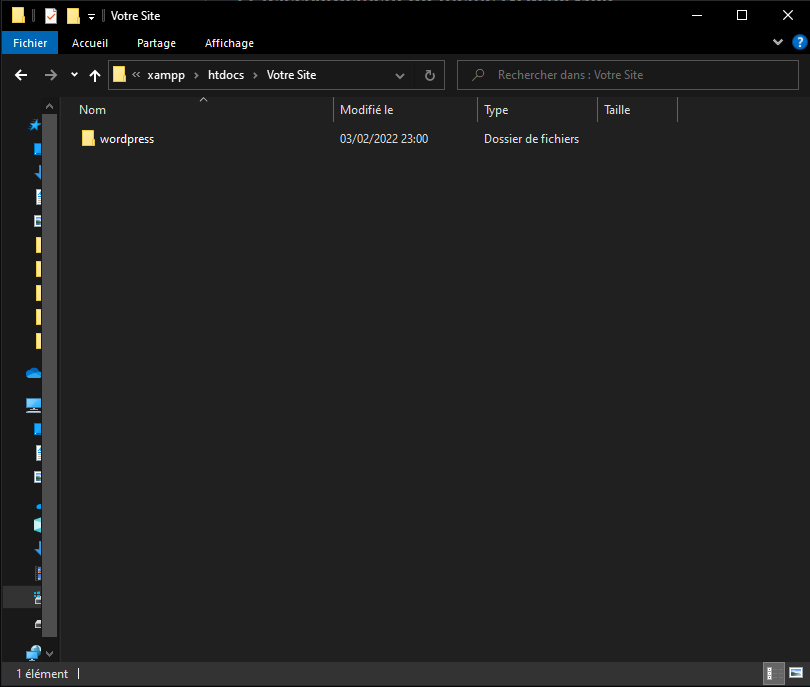 Votre Site
Fichier Accueil Partage Affichage
« xampp › htdocs › Votre Site Rechercher dans : Votre Site
Nom Modifié le Type Taille
wordpress 03/02/2022 23:00 Dossier de fichiers
1 élément